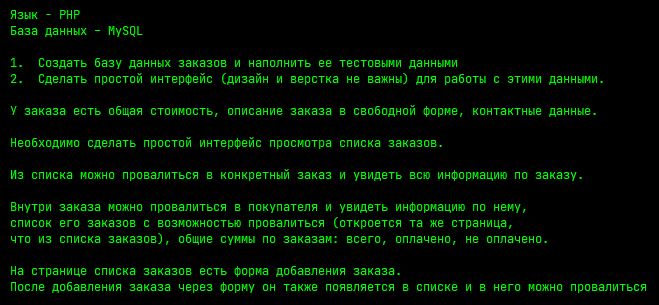 Язык - PHP
База данных – MySQL
1. Создать базу данных заказов и наполнить ее тестовыми данными
2. Сделать простой интерфейс (дизайн и верстка не важны) для работы с этими данными.
У заказа есть общая стоимость, описание заказа в свободной форме, контактные данные.
Необходимо сделать простой интерфейс просмотра списка заказов.
Из списка можно провалиться в конкретный заказ и увидеть всю информацию по заказу.
Внутри заказа можно провалиться в покупателя и увидеть информацию по нему,
список его заказов с возможностью провалиться (откроется та же страница,
что из списка заказов), общие суммы по заказам: всего, оплачено, не оплачено.
На странице списка заказов есть форма добавления заказа.
После добавления заказа через форму он также появляется в списке и в него можно провалиться